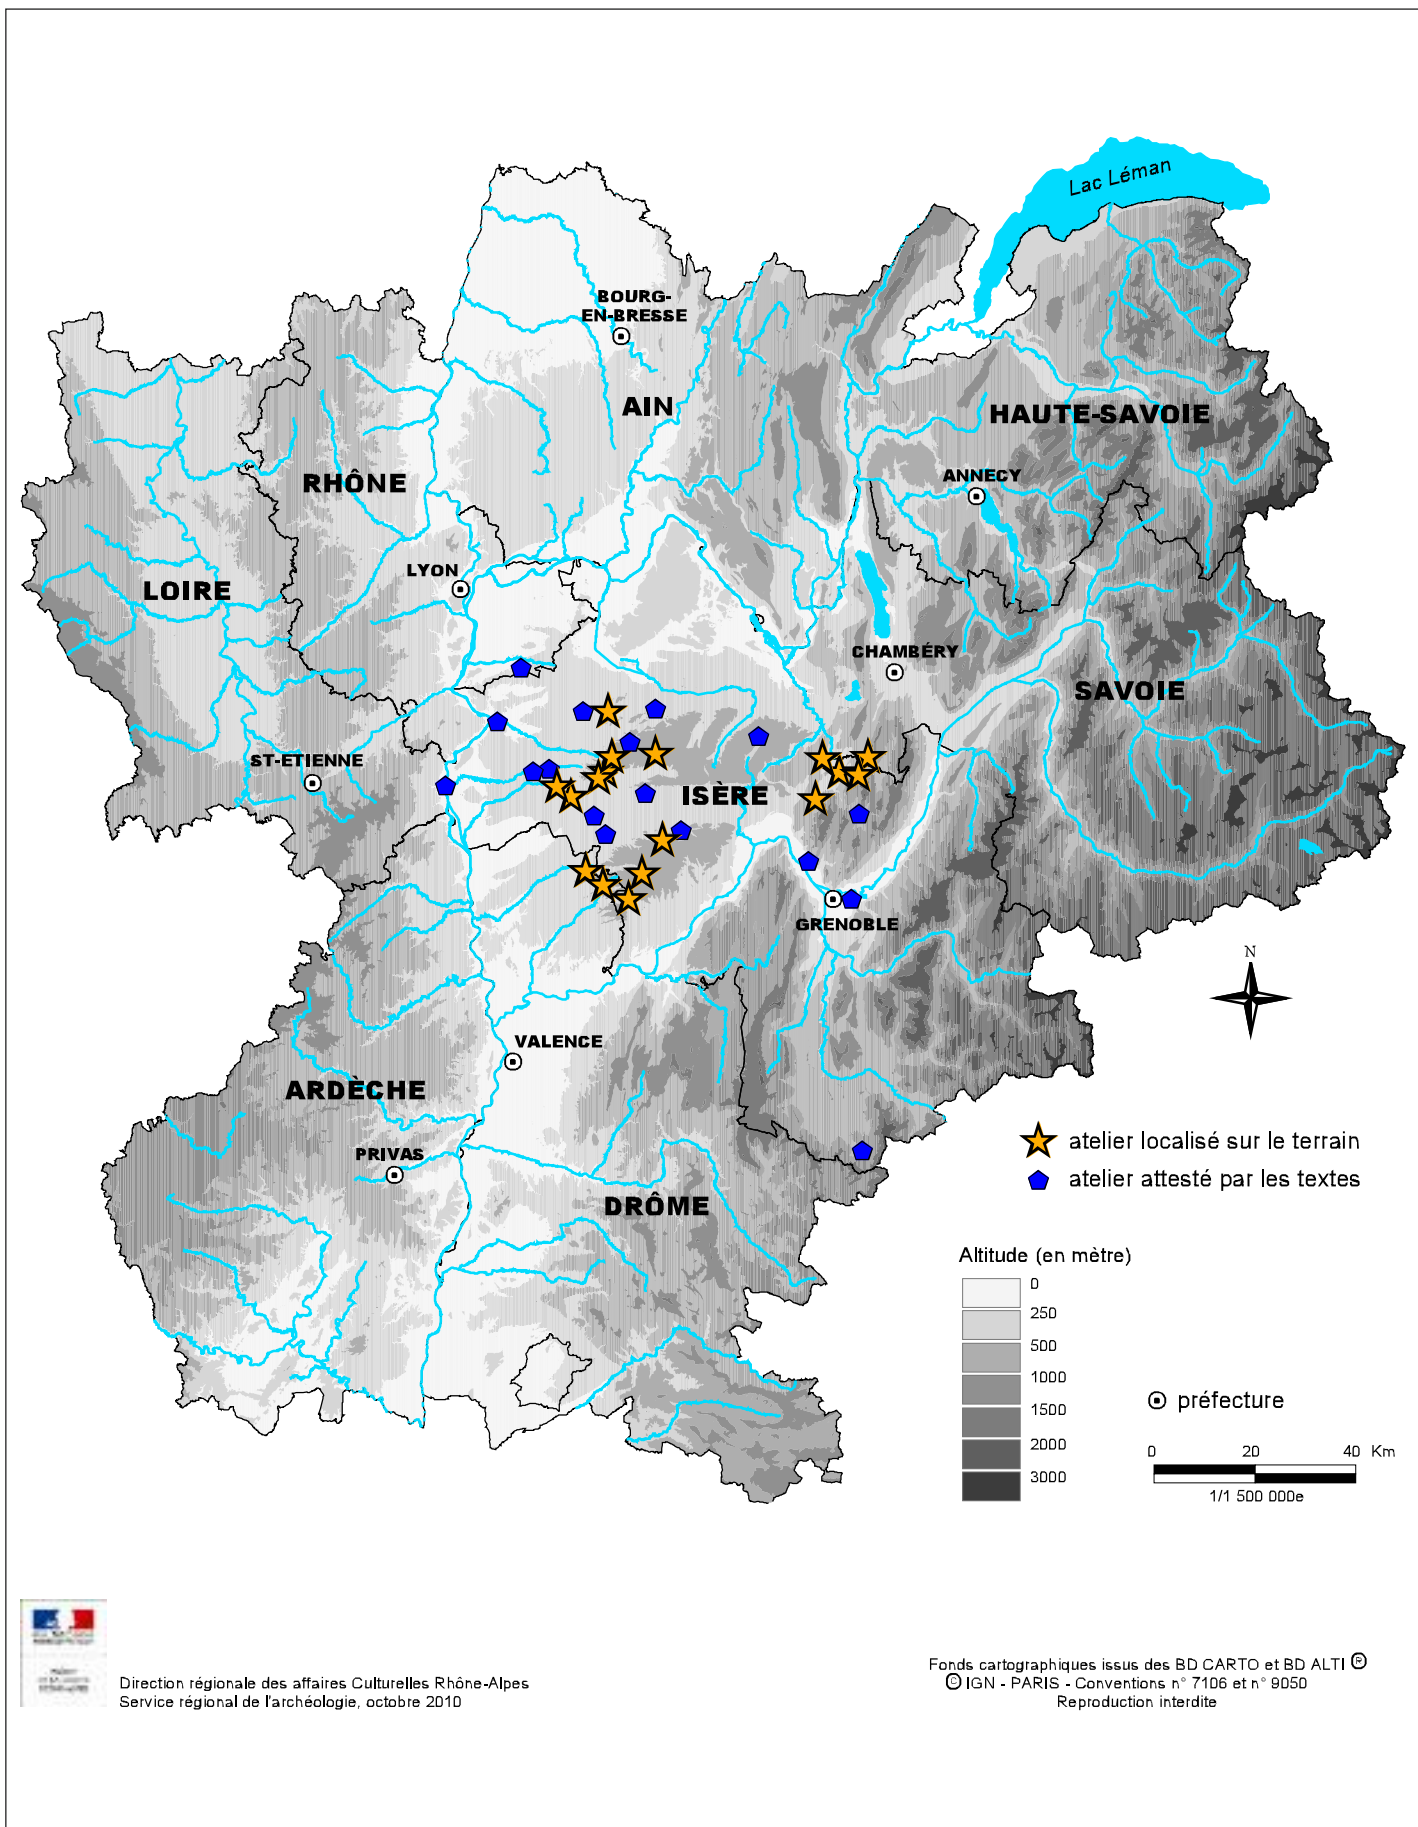 Lac Léman
BOURG-
EN-BRESSE
AIN
HAUTE-SAVOIE
RHÔNE
ANNECY
LYON
LOIRE
CHAMBÉRY
SAVOIE
ST-ETIENNE
ISÈRE
GRENOBLE
N
VALENCE
ARDÈCHE
PRIVAS
DRÔME
atelier localisé sur le terrain
atelier attesté par les textes
Altitude (en mètre)
0
250
500
1000
1500
2000
3000
préfecture
0 20 40 Km
1/1 500 000e
Direction régionale des affaires Culturelles Rhône-Alpes
Service régional de l'archéologie, octobre 2010
Fonds cartographiques issus des BD CARTO et BD ALTI ®
© IGN - PARIS - Conventions n° 7106 et n° 9050
Reproduction interdite